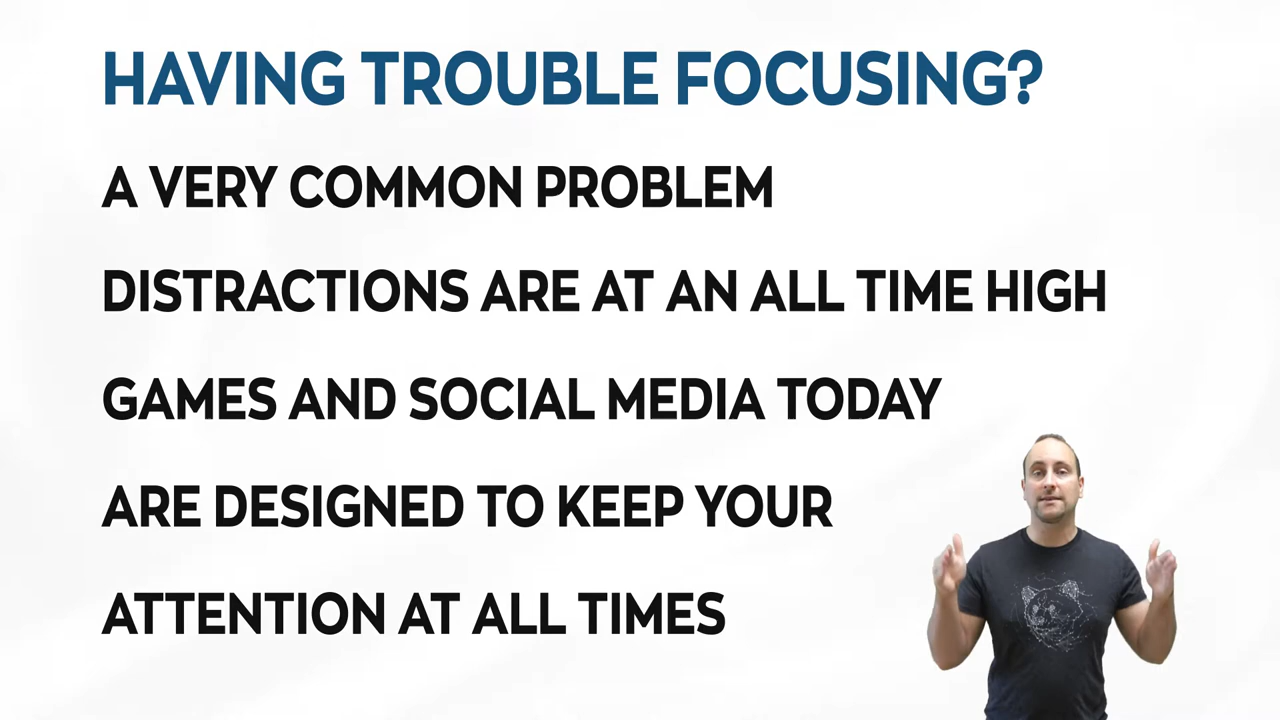 HAVING TROUBLE FOCUSING?
A VERY COMMON PROBLEM
DISTRACTIONS ARE AT AN ALL TIME HIGH
GAMES AND SOCIAL MEDIA TODAY
ARE DESIGNED TO KEEP YOUR
ATTENTION AT ALL TIMES